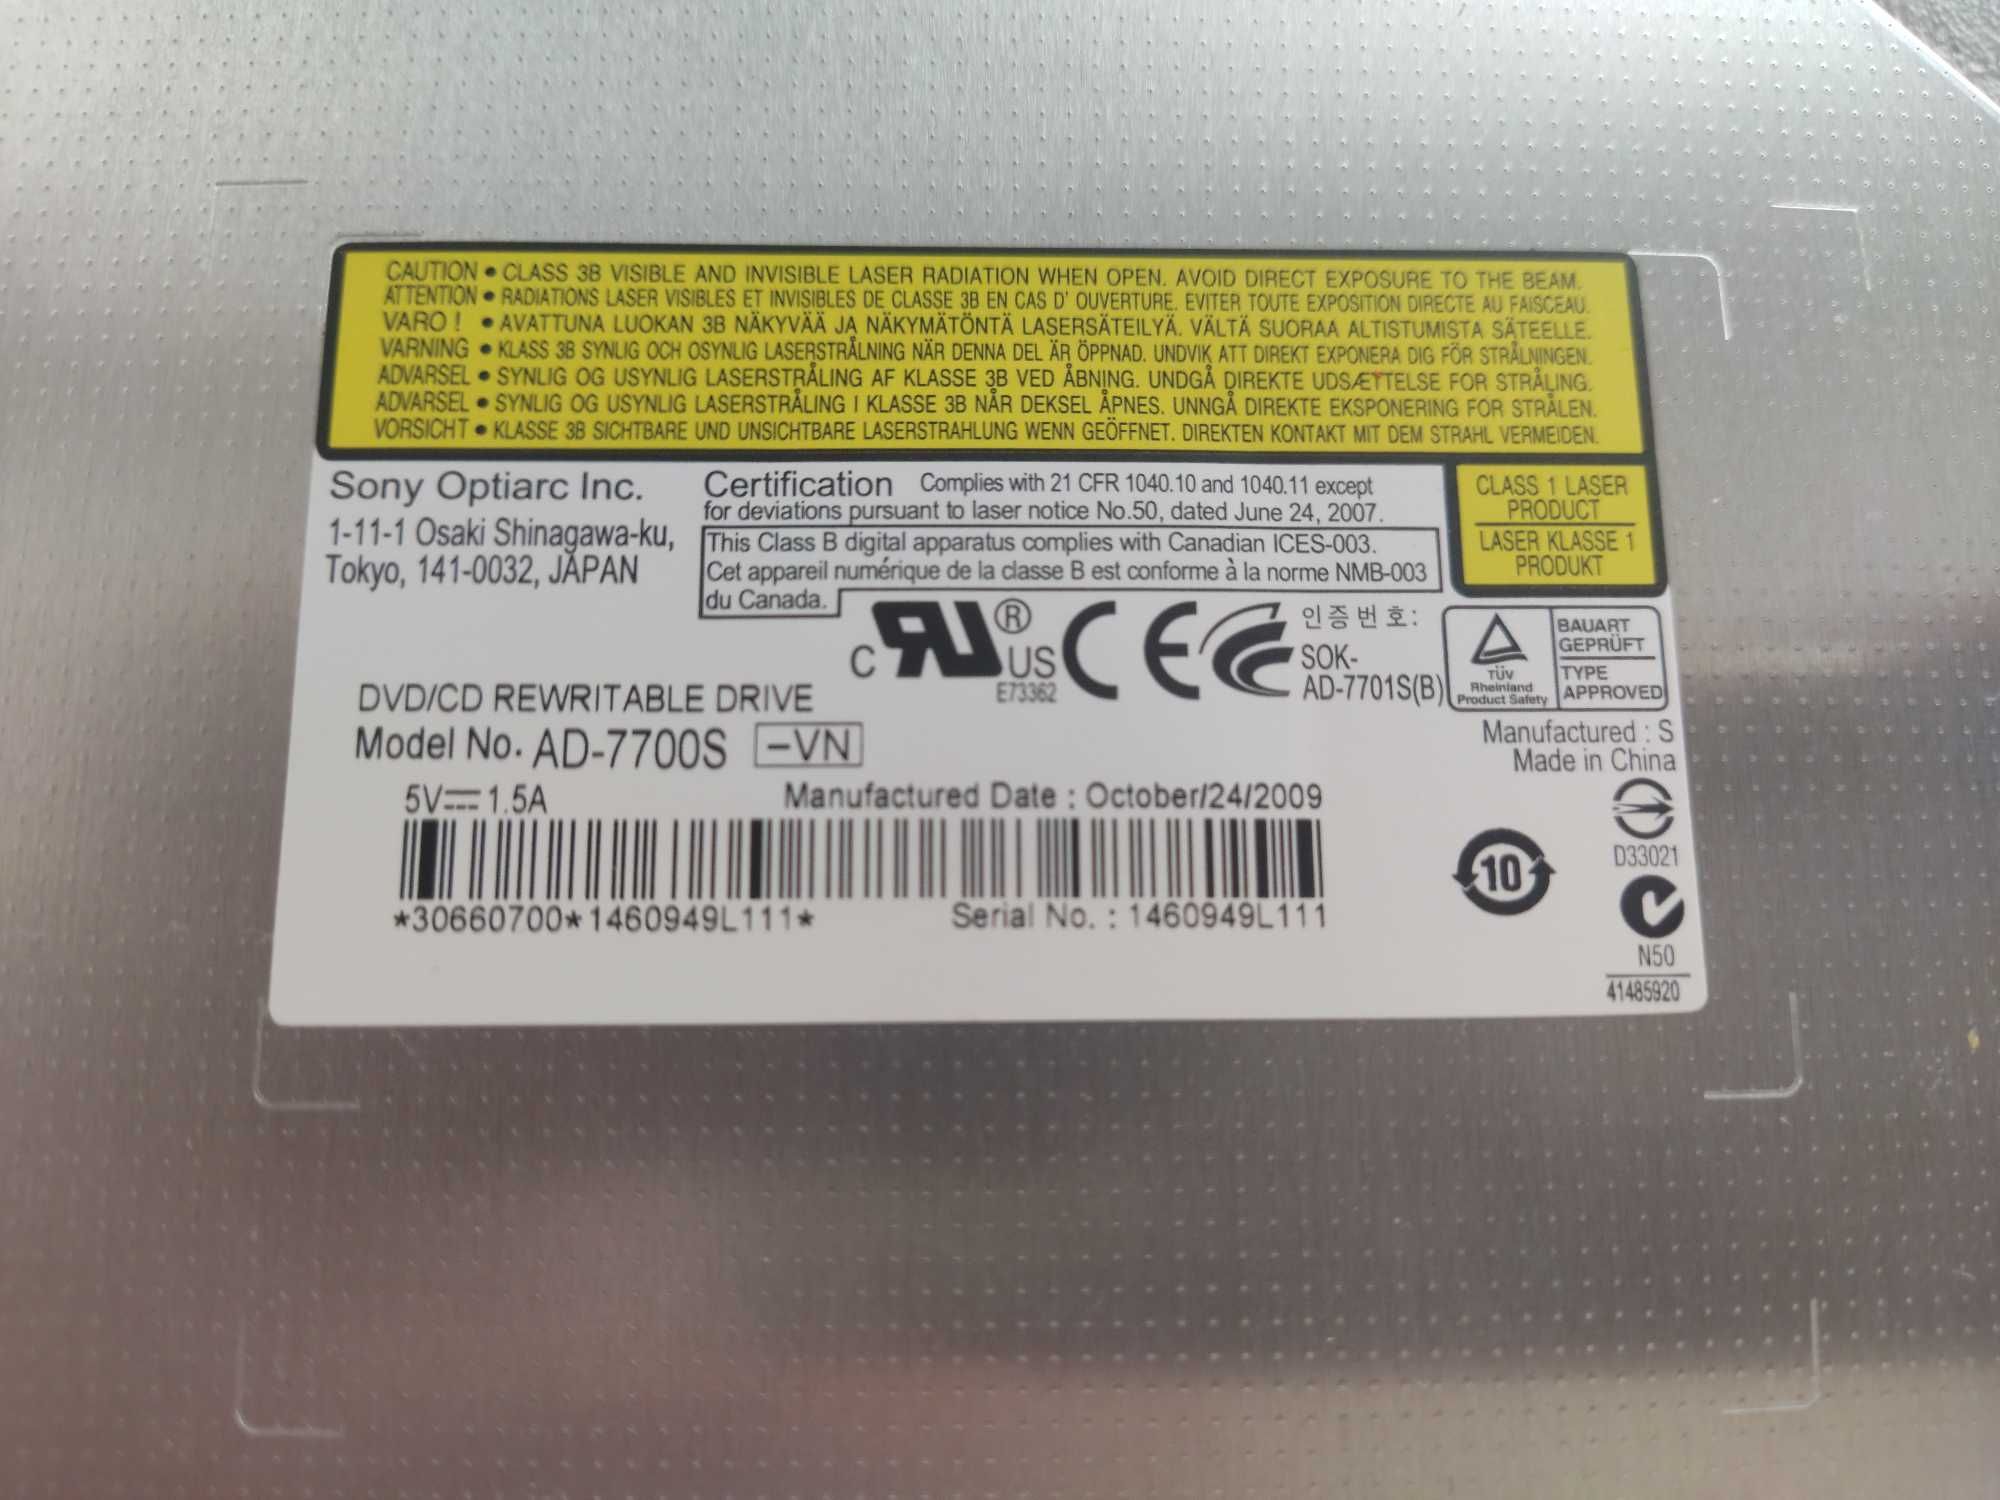 CAUTION • CLASS 3B VISIBLE AND INVISIBLE LASER RADIATION WHEN OPEN. AVOID DIRECT EXPOSURE TO THE BEAM.
ATTENTION • RADIATIONS LASER VISIBLES ET INVISIBLES DE CLASSE 3B EN CAS D' OUVERTURE. EVITER TOUTE EXPOSITION DIRECTE AU FAISCEAU.
VARO ! • AVATTUNA LUOKAN 3B NÄKYVÄÄ JA NÄKYMÄTÖNTÄ LASERSÄTEILYÄ. VÄLTÄ SUORAA ALTISTUMISTA SÄTEELLE.
VARNING • KLASS 3B SYNLIG OCH OSYNLIG LASERSTRÅLNING NÄR DENNA DEL ÄR ÖPPNAD. UNDVIK ATT DIREKT EXPONERA DIG FÖR STRÅLNINGEN.
ADVARSEL • SYNLIG OG USYNLIG LASERSTRÅLING AF KLASSE 3B VED ÅBNING. UNDGÅ DIREKTE UDSÆTTELSE FOR STRÅLING.
ADVARSEL • SYNLIG OG USYNLIG LASERSTRÅLING I KLASSE 3B NÅR DEKSEL ÅPNES. UNNGÅ DIREKTE EKSPONERING FOR STRÅLEN.
VORSICHT • KLASSE 3B SICHTBARE UND UNSICHTBARE LASERSTRAHLUNG WENN GEÖFFNET. DIREKTEN KONTAKT MIT DEM STRAHL VERMEIDEN.
Sony Optiarc Inc.
1-11-1 Osaki Shinagawa-ku,
Tokyo, 141-0032, JAPAN
Certification Complies with 21 CFR 1040.10 and 1040.11 except
for deviations pursuant to laser notice No.50, dated June 24, 2007.
This Class B digital apparatus complies with Canadian ICES-003.
Cet appareil numérique de la classe B est conforme à la norme NMB-003
du Canada.
CLASS 1 LASER
PRODUCT
LASER KLASSE 1
PRODUKT
C RU ® US
E73362
CE
인증번호:
SOK-
AD-7701S(B)
TÜV
Rheinland
Product Safety
BAUART
GEPRÜFT
TYPE
APPROVED
DVD/CD REWRITABLE DRIVE
Model No. AD-7700S -VN
Manufactured : S
Made in China
5V⎓1.5A
Manufactured Date : October/24/2009
*30660700*1460949L111*
Serial No. : 1460949L111
10
D33021
N50
41485920